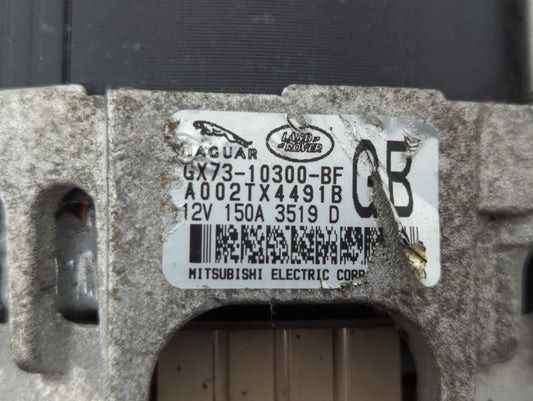 JAGUAR
LAND ROVER
GX73-10300-BF
A002TX4491B
12V 150A 3519 D
GB
MITSUBISHI ELECTRIC CORP